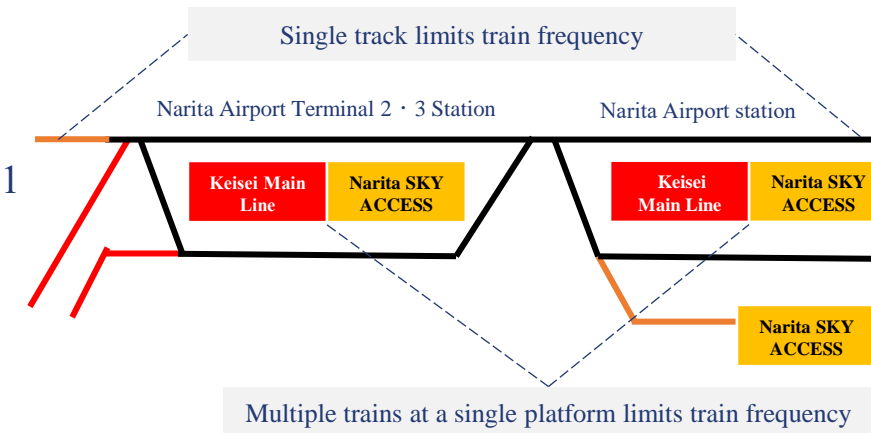 Single track limits train frequency
Narita Airport Terminal 2・3 Station
Narita Airport station
1
Keisei Main
Line
Narita SKY
ACCESS
Keisei
Main Line
Narita SKY
ACCESS
Narita SKY
ACCESS
Multiple trains at a single platform limits train frequency